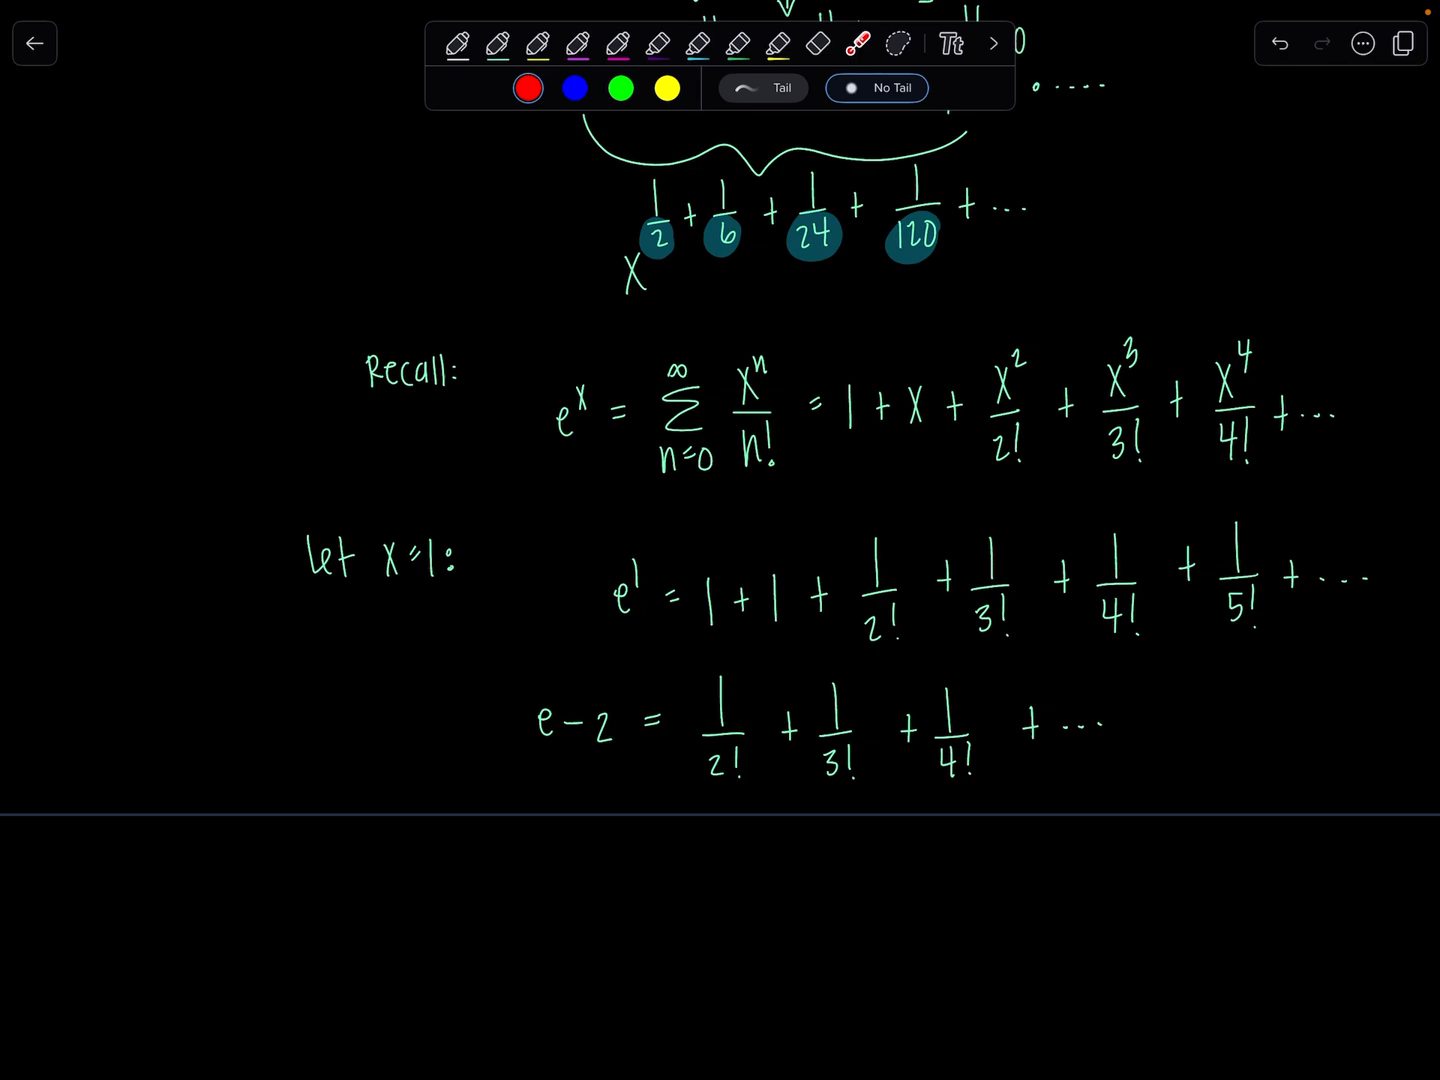 Tt
0
Tail
No Tail
.....
x^(1/2 + 1/6 + 1/24 + 1/120 + ...)
Recall:
e^x = ∑_{n=0}^{∞} x^n/n! = 1 + x + x^2/2! + x^3/3! + x^4/4! + ...
let x=1:
e^1 = 1 + 1 + 1/2! + 1/3! + 1/4! + 1/5! + ...
e - 2 = 1/2! + 1/3! + 1/4! + ...